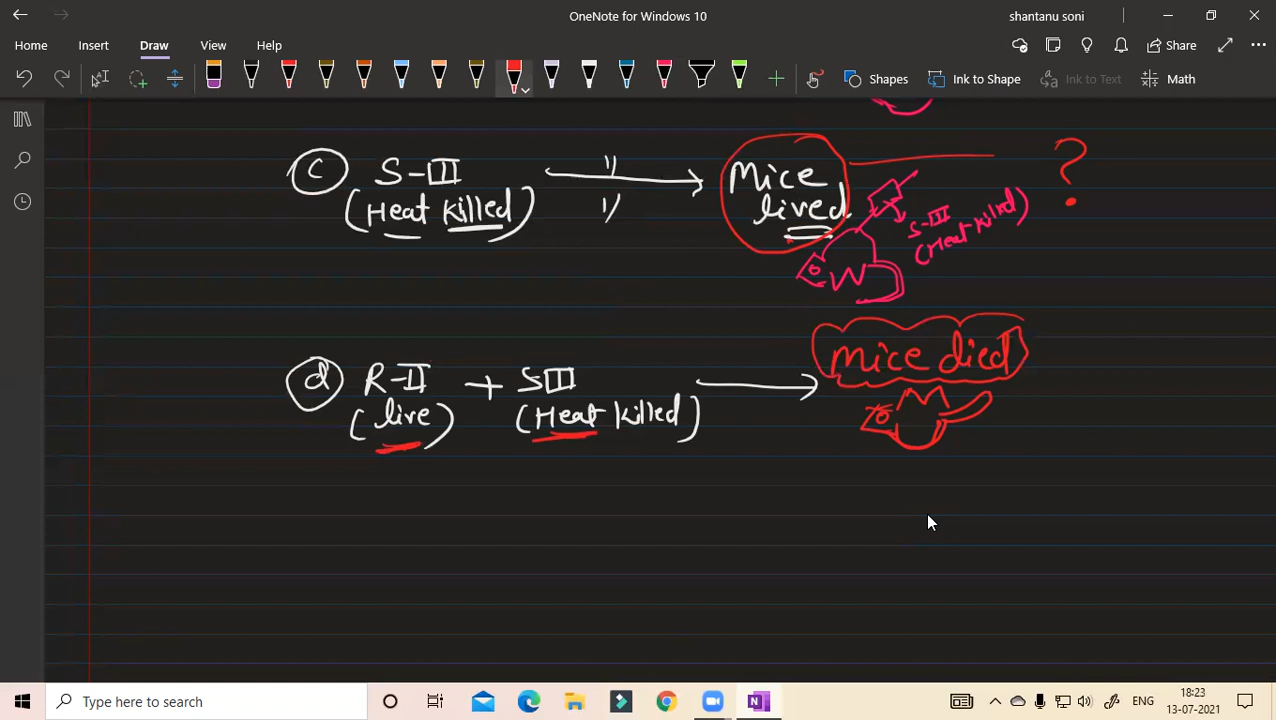 OneNote for Windows 10
shantanu soni
Home Insert Draw View Help
Share
Shapes Ink to Shape Ink to Text Math
c S-III Mice ?
(Heat killed) lived
S-III
(Heat killed)
mice died
d R-II + SIII
(live) (Heat killed)
Type here to search
ENG
18:23
13-07-2021